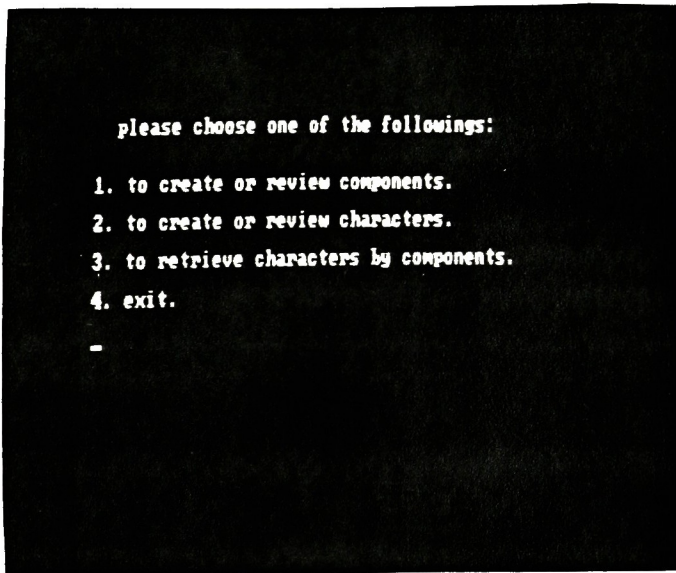 please choose one of the followings:
1. to create or review components.
2. to create or review characters.
3. to retrieve characters by components.
4. exit.